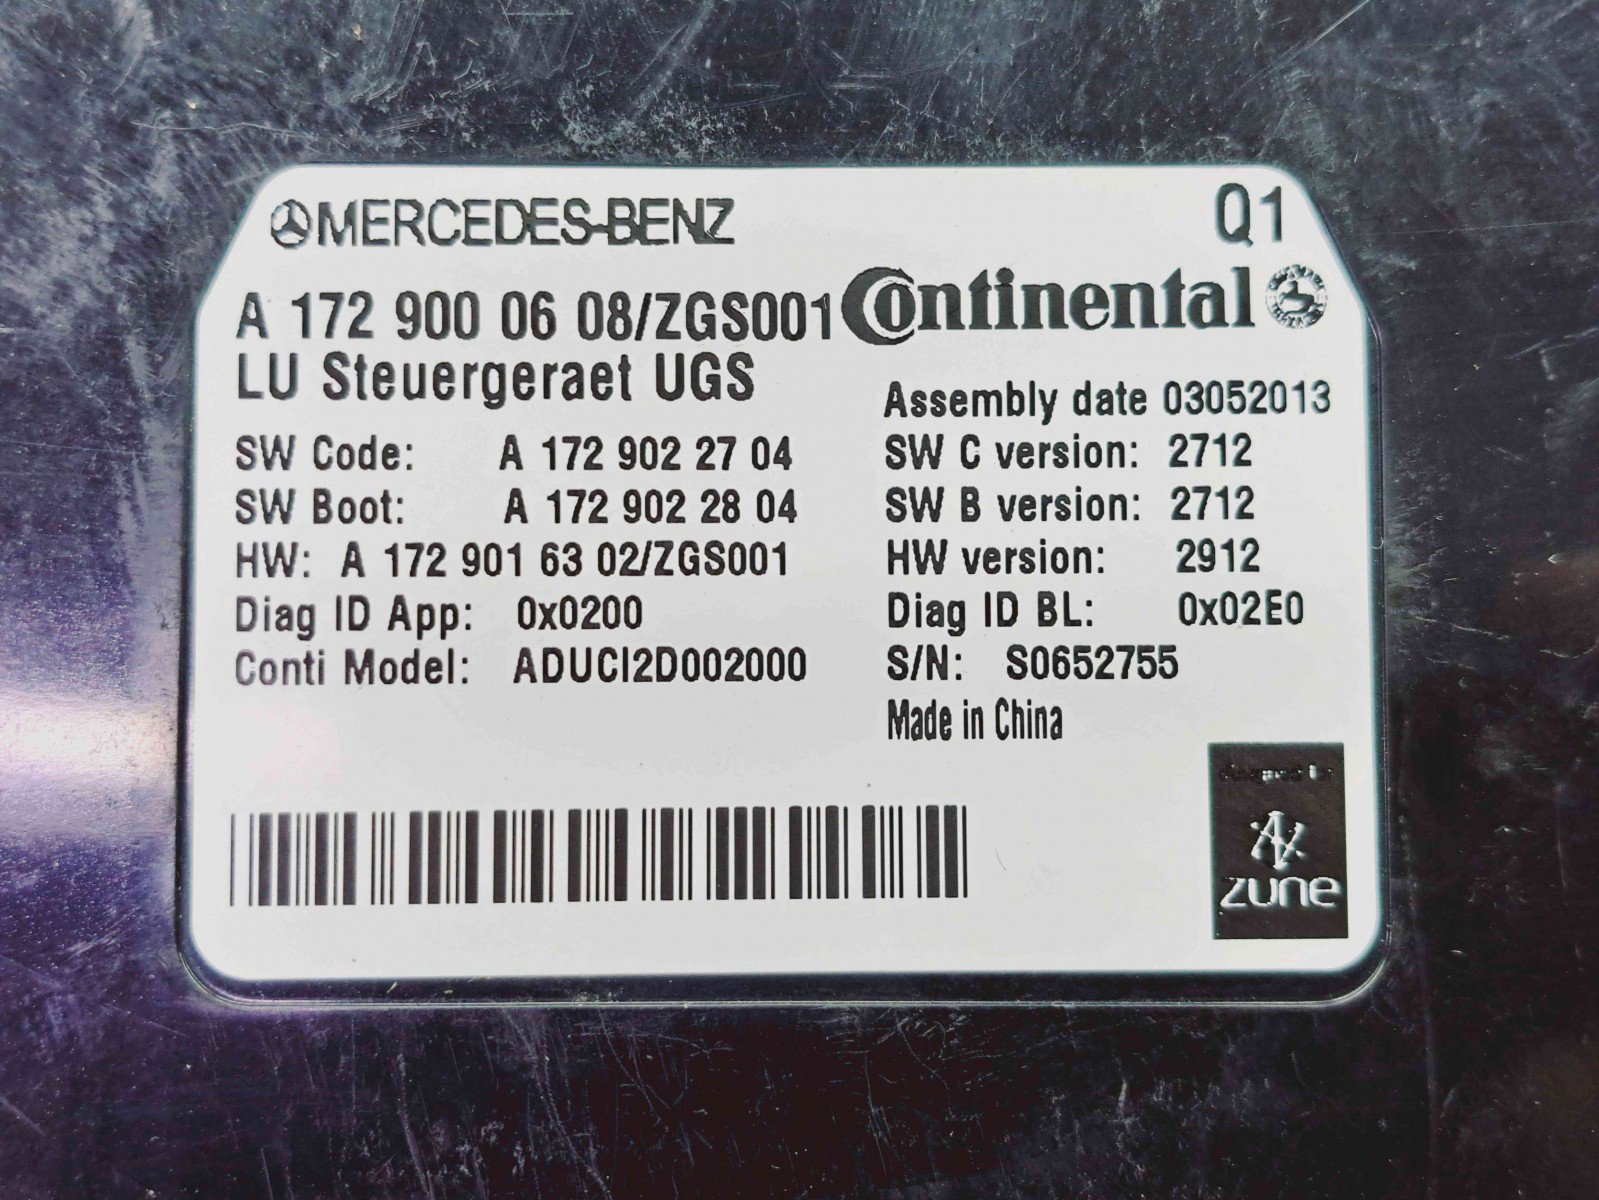 MERCEDES-BENZ
Q1
A 172 900 06 08/ZGS001
Continental
LU Steuergeraet UGS
Assembly date 03052013
SW Code: A 172 902 27 04
SW C version: 2712
SW Boot: A 172 902 28 04
SW B version: 2712
HW: A 172 901 63 02/ZGS001
HW version: 2912
Diag ID App: 0x0200
Diag ID BL: 0x02E0
Conti Model: ADUCI2D002000
S/N: S0652755
Made in China
zune